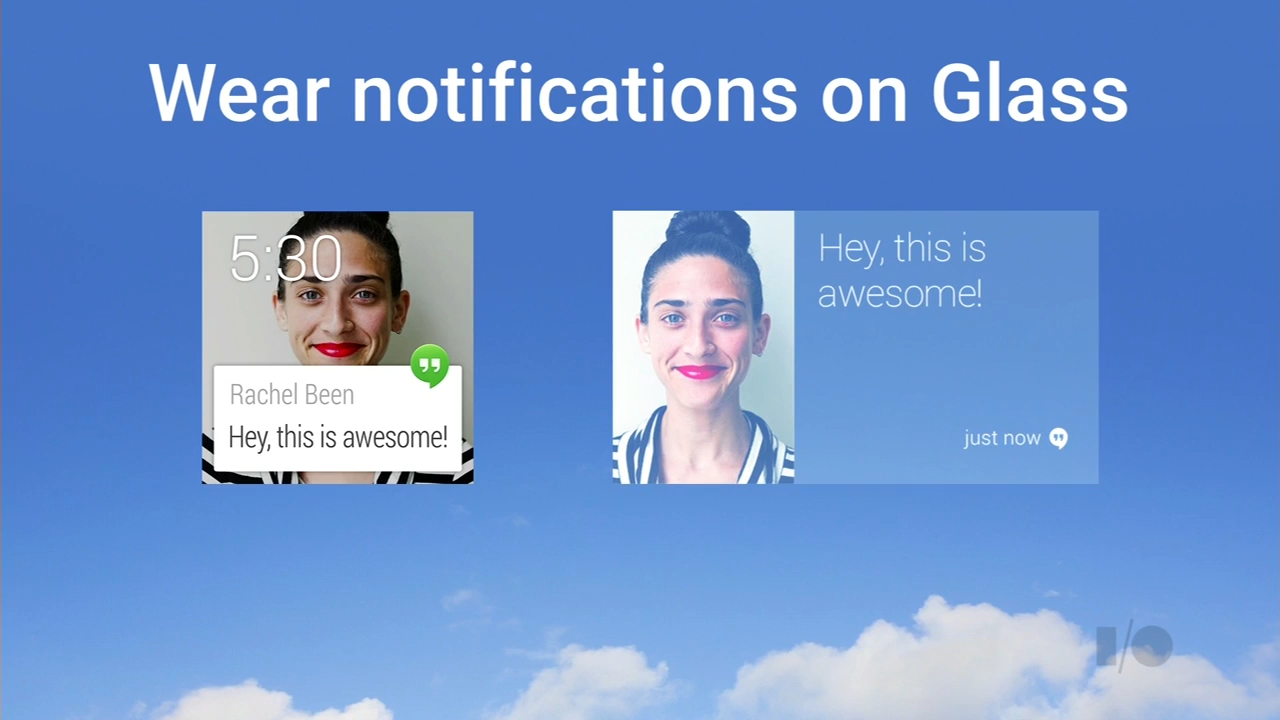 Wear notifications on Glass
5:30
Rachel Been
Hey, this is awesome!
Hey, this is
awesome!
just now
I/O